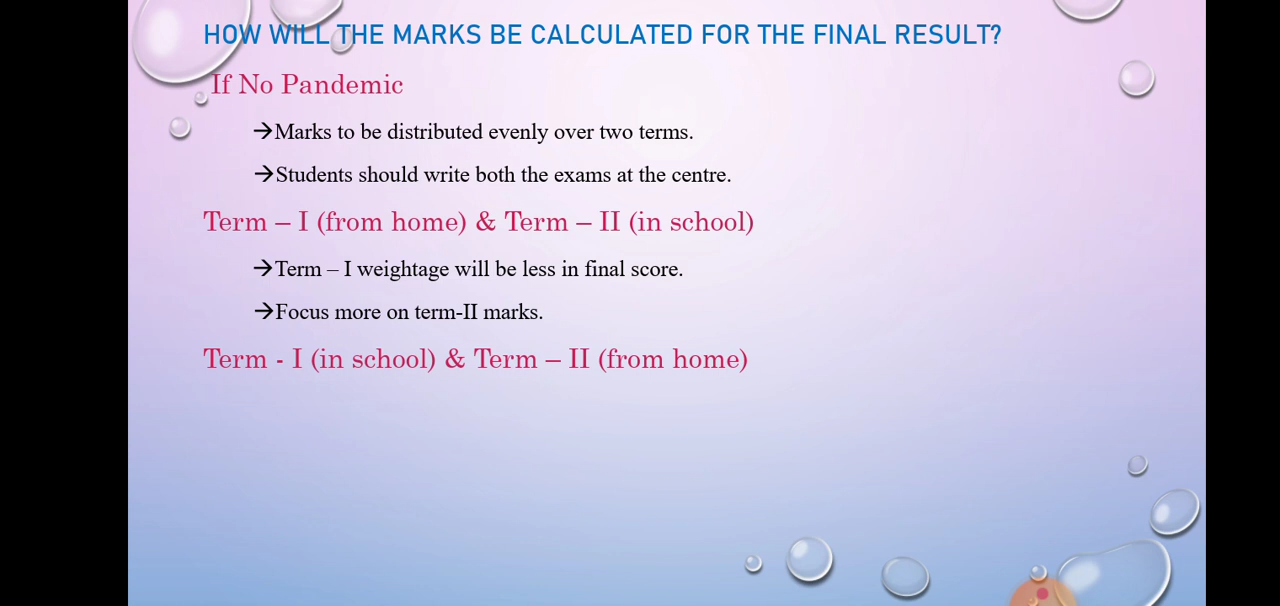 HOW WILL THE MARKS BE CALCULATED FOR THE FINAL RESULT?
If No Pandemic
→Marks to be distributed evenly over two terms.
→Students should write both the exams at the centre.
Term – I (from home) & Term – II (in school)
→Term – I weightage will be less in final score.
→Focus more on term-II marks.
Term - I (in school) & Term – II (from home)